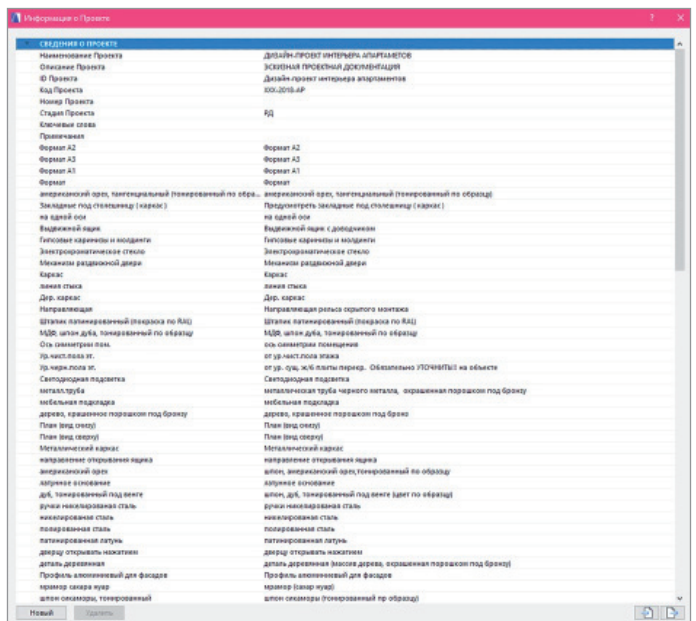 Информация о Проекте
СВЕДЕНИЯ О ПРОЕКТЕ
Наименование Проекта ДИЗАЙН-ПРОЕКТ ИНТЕРЬЕРА АПАРТАМЕТОВ
Описание Проекта ЭСКИЗНАЯ ПРОЕКТНАЯ ДОКУМЕНТАЦИЯ
ID Проекта Дизайн-проект интерьера апартаментов
Код Проекта XXX-2018-АР
Номер Проекта
Стадия Проекта РД
Ключевые слова
Примечания
Формат А2 Формат А2
Формат А3 Формат А3
Формат А1 Формат А1
Формат Формат
американский орех, тангенциальный (тонированный по обра... американский орех, тангенциальный (тонированный по образцу)
Закладные под столешницу ( каркас ) Предусмотреть закладные под столешницу ( каркас )
на одной оси на одной оси
Выдвижной ящик Выдвижной ящик с доводчиком
Гипсовые карнизы и молдинги Гипсовые карнизы и молдинги
Электрохроматическое стекло Электрохроматическое стекло
Механизм раздвижной двери Механизм раздвижной двери
Каркас Каркас
линия стыка линия стыка
Дер. каркас Дер. каркас
Направляющая Направляющая рельса скрытого монтажа
Штапик патинированный (покраска по RAL) Штапик патинированный (покраска по RAL)
МДФ, шпон дуба, тонированный по образцу МДФ, шпон дуба, тонированный по образцу
Ось симметрии пом. ось симметрии помещения
Ур.чист.пола эт. от ур.чист.пола этажа
Ур.черн.пола эт. от ур. сущ. ж/б плиты перекр. Обязательно УТОЧНИТЬ!! на объекте
Светодиодная подсветка Светодиодная подсветка
металл.труба металлическая труба черного металла, окрашенная порошком под бронзу
мебельная подкладка мебельная подкладка
дерево, крашенное порошком под бронзу дерево, крашенное порошком под бронз
План (вид снизу) План (вид снизу)
План (вид сверху) План (вид сверху)
Металлический каркас Металлический каркас
направление открывания ящика направление открывания ящика
американский орех шпон, американский орех,тонированный по образцу
латунное основание латунное основание
дуб, тонированный под венге шпон, дуб, тонированный под венге (цвет по образцу)
ручки никелированая сталь ручки никелированая сталь
никелированая сталь никелированая сталь
полированная сталь полированная сталь
патинированная латунь патинированная латунь
дверцу открывать нажатием дверцу открывать нажатием
деталь деревянная деталь деревянная (массив дерева, окрашенная порошком под бронзу)
Профиль алюминиевый для фасадов Профиль алюминиевый для фасадов
мрамор сахара нуар мрамор (сахар нуар)
шпон сикаморы, тонированный шпон сикаморы (тонированный пр образцу)
Новый Удалить